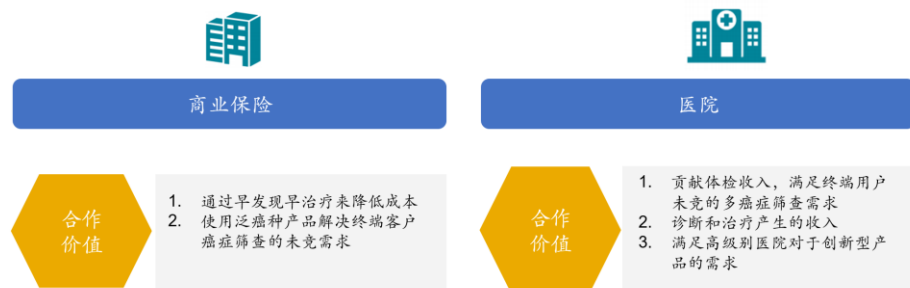 商业保险
医院
合作
价值
1. 通过早发现早治疗来降低成本
2. 使用泛癌种产品解决终端客户
癌症筛查的未竞需求
合作
价值
1. 贡献体检收入，满足终端用户
未竞的多癌症筛查需求
2. 诊断和治疗产生的收入
3. 满足高级别医院对于创新型产
品的需求